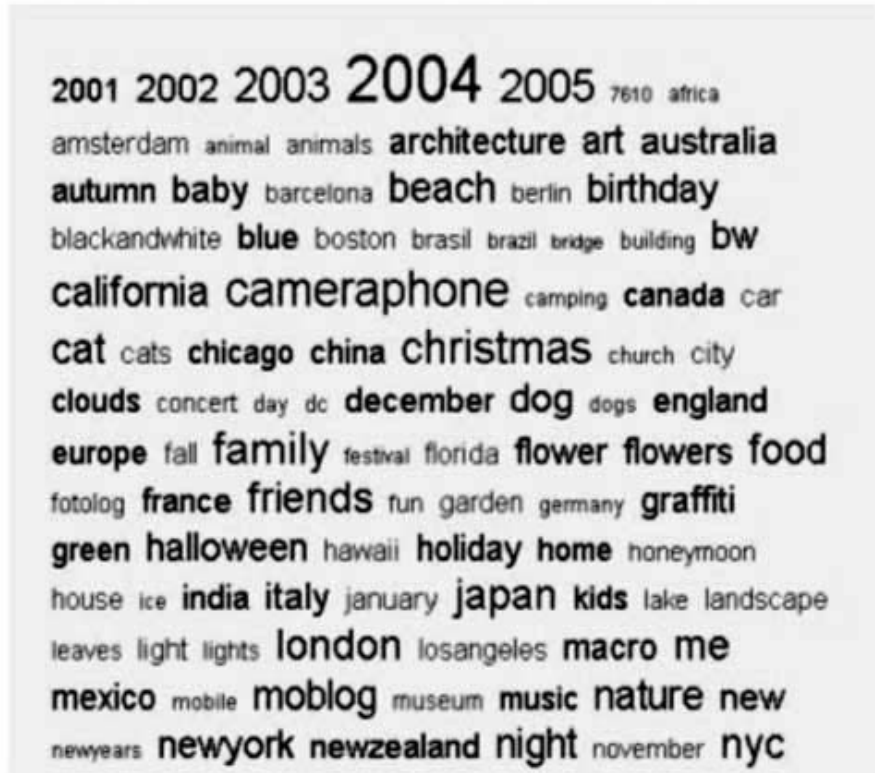 2001 2002 2003 2004 2005 7610 africa
amsterdam animal animals architecture art australia
autumn baby barcelona beach berlin birthday
blackandwhite blue boston brasil brazil bridge building bw
california cameraphone camping canada car
cat cats chicago china christmas church city
clouds concert day dc december dog dogs england
europe fall family festival florida flower flowers food
fotolog france friends fun garden germany graffiti
green halloween hawaii holiday home honeymoon
house ice india italy january japan kids lake landscape
leaves light lights london losangeles macro me
mexico mobile moblog museum music nature new
newyears newyork newzealand night november nyc